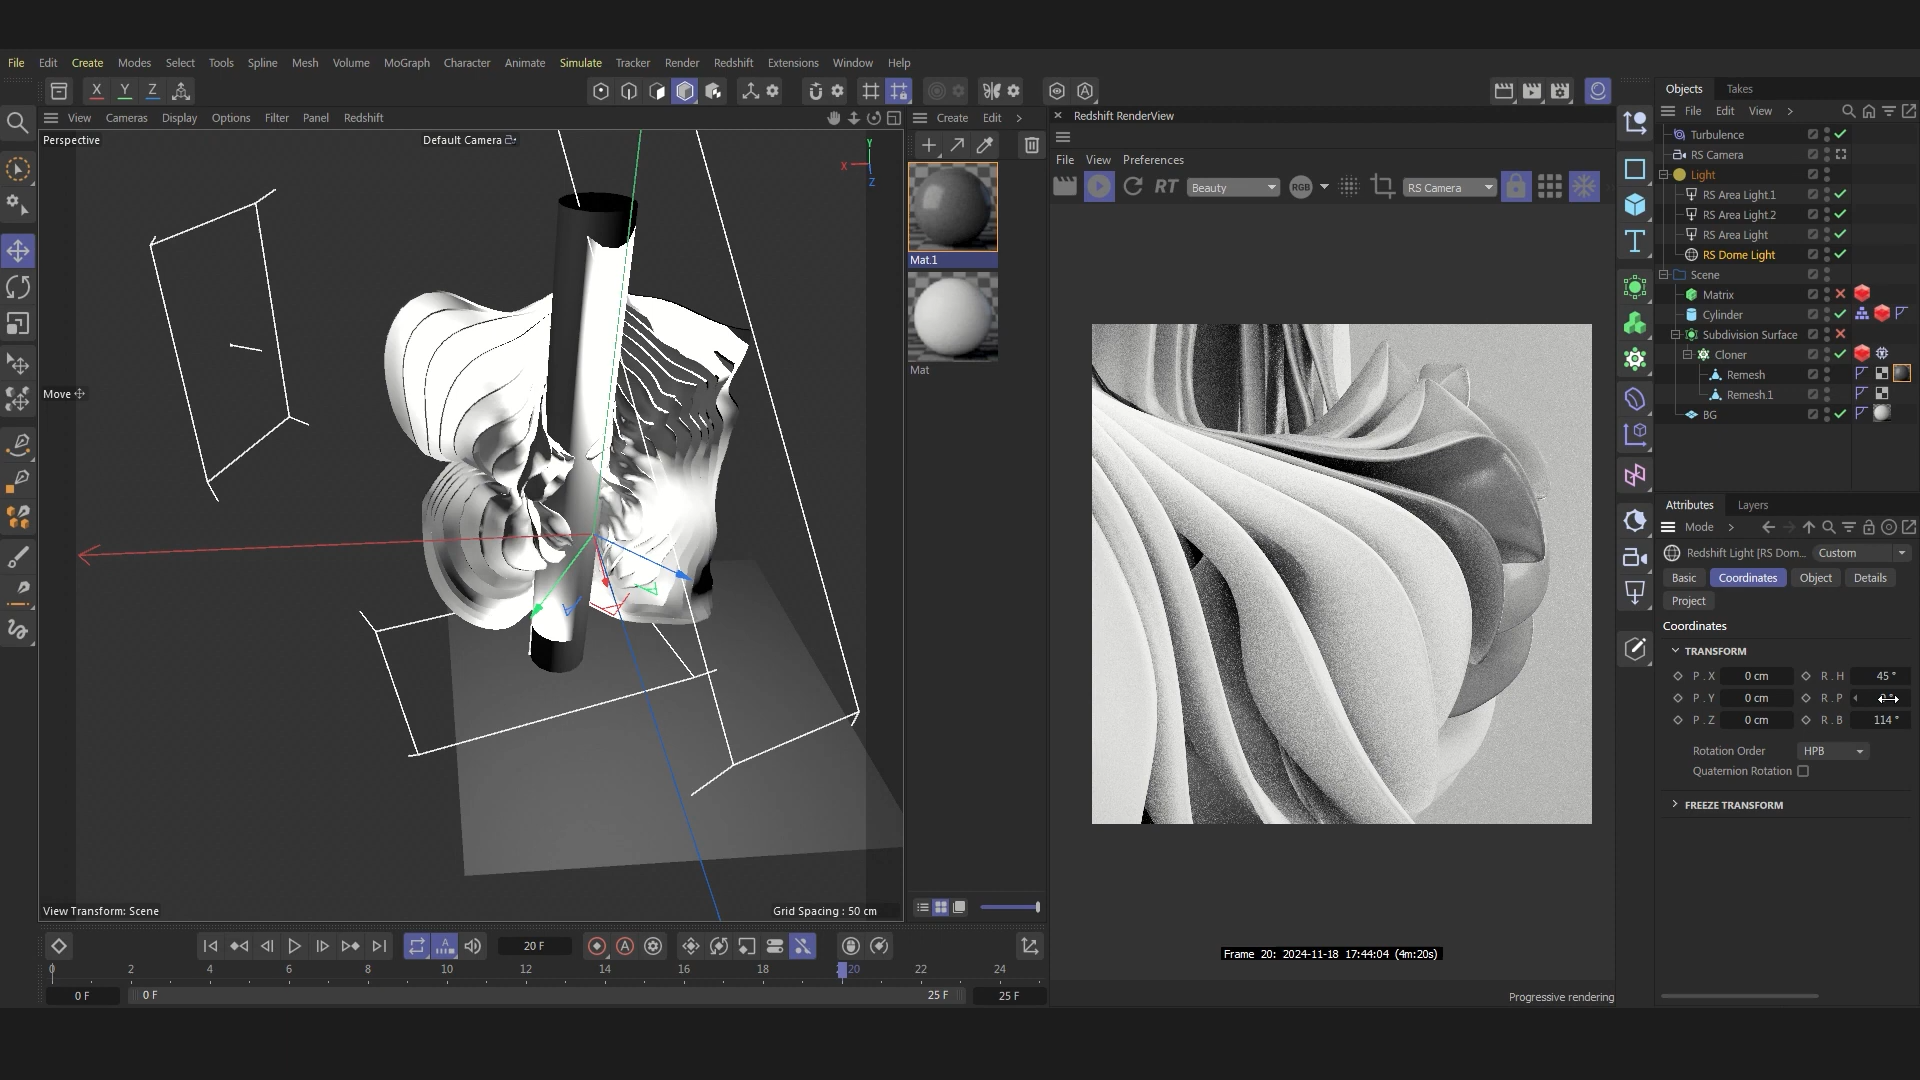 File Edit Create Modes Select Tools Spline Mesh Volume MoGraph Character Animate Simulate Tracker Render Redshift Extensions Window Help
X Y Z
View Cameras Display Options Filter Panel Redshift
Perspective
Default Camera
Y
X
Z
Move
View Transform: Scene
Grid Spacing : 50 cm
Create Edit
Mat.1
Mat
Redshift RenderView
File View Preferences
RT Beauty RGB RS Camera
Frame 20: 2024-11-18 17:44:04 (4m:20s)
Progressive rendering
Objects Takes
File Edit View
Turbulence
RS Camera
Light
RS Area Light.1
RS Area Light.2
RS Area Light
RS Dome Light
Scene
Matrix
Cylinder
Subdivision Surface
Cloner
Remesh
Remesh.1
BG
Attributes Layers
Mode
Redshift Light [RS Dom... Custom
Basic Coordinates Object Details
Project
Coordinates
TRANSFORM
P . X 0 cm R . H 45 °
P . Y 0 cm R . P
P . Z 0 cm R . B 114 °
Rotation Order HPB
Quaternion Rotation
FREEZE TRANSFORM
20 F
0 2 4 6 8 10 12 14 16 18 20 22 24
0 F 0 F 25 F 25 F